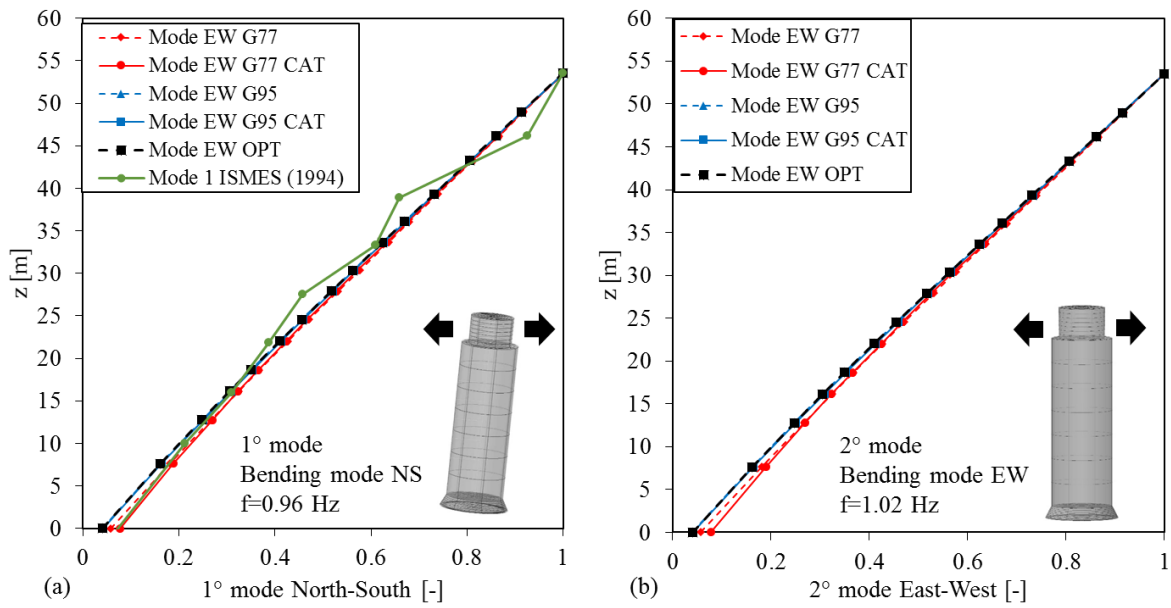 60
55
50
45
40
35
30
25
20
15
10
5
0
z [m]
Mode EW G77
Mode EW G77 CAT
Mode EW G95
Mode EW G95 CAT
Mode EW OPT
Mode 1 ISMES (1994)
1° mode
Bending mode NS
f=0.96 Hz
0 0.2 0.4 0.6 0.8 1
(a) 1° mode North-South [-]
60
55
50
45
40
35
30
25
20
15
10
5
0
z [m]
Mode EW G77
Mode EW G77 CAT
Mode EW G95
Mode EW G95 CAT
Mode EW OPT
2° mode
Bending mode EW
f=1.02 Hz
0 0.2 0.4 0.6 0.8 1
(b) 2° mode East-West [-]